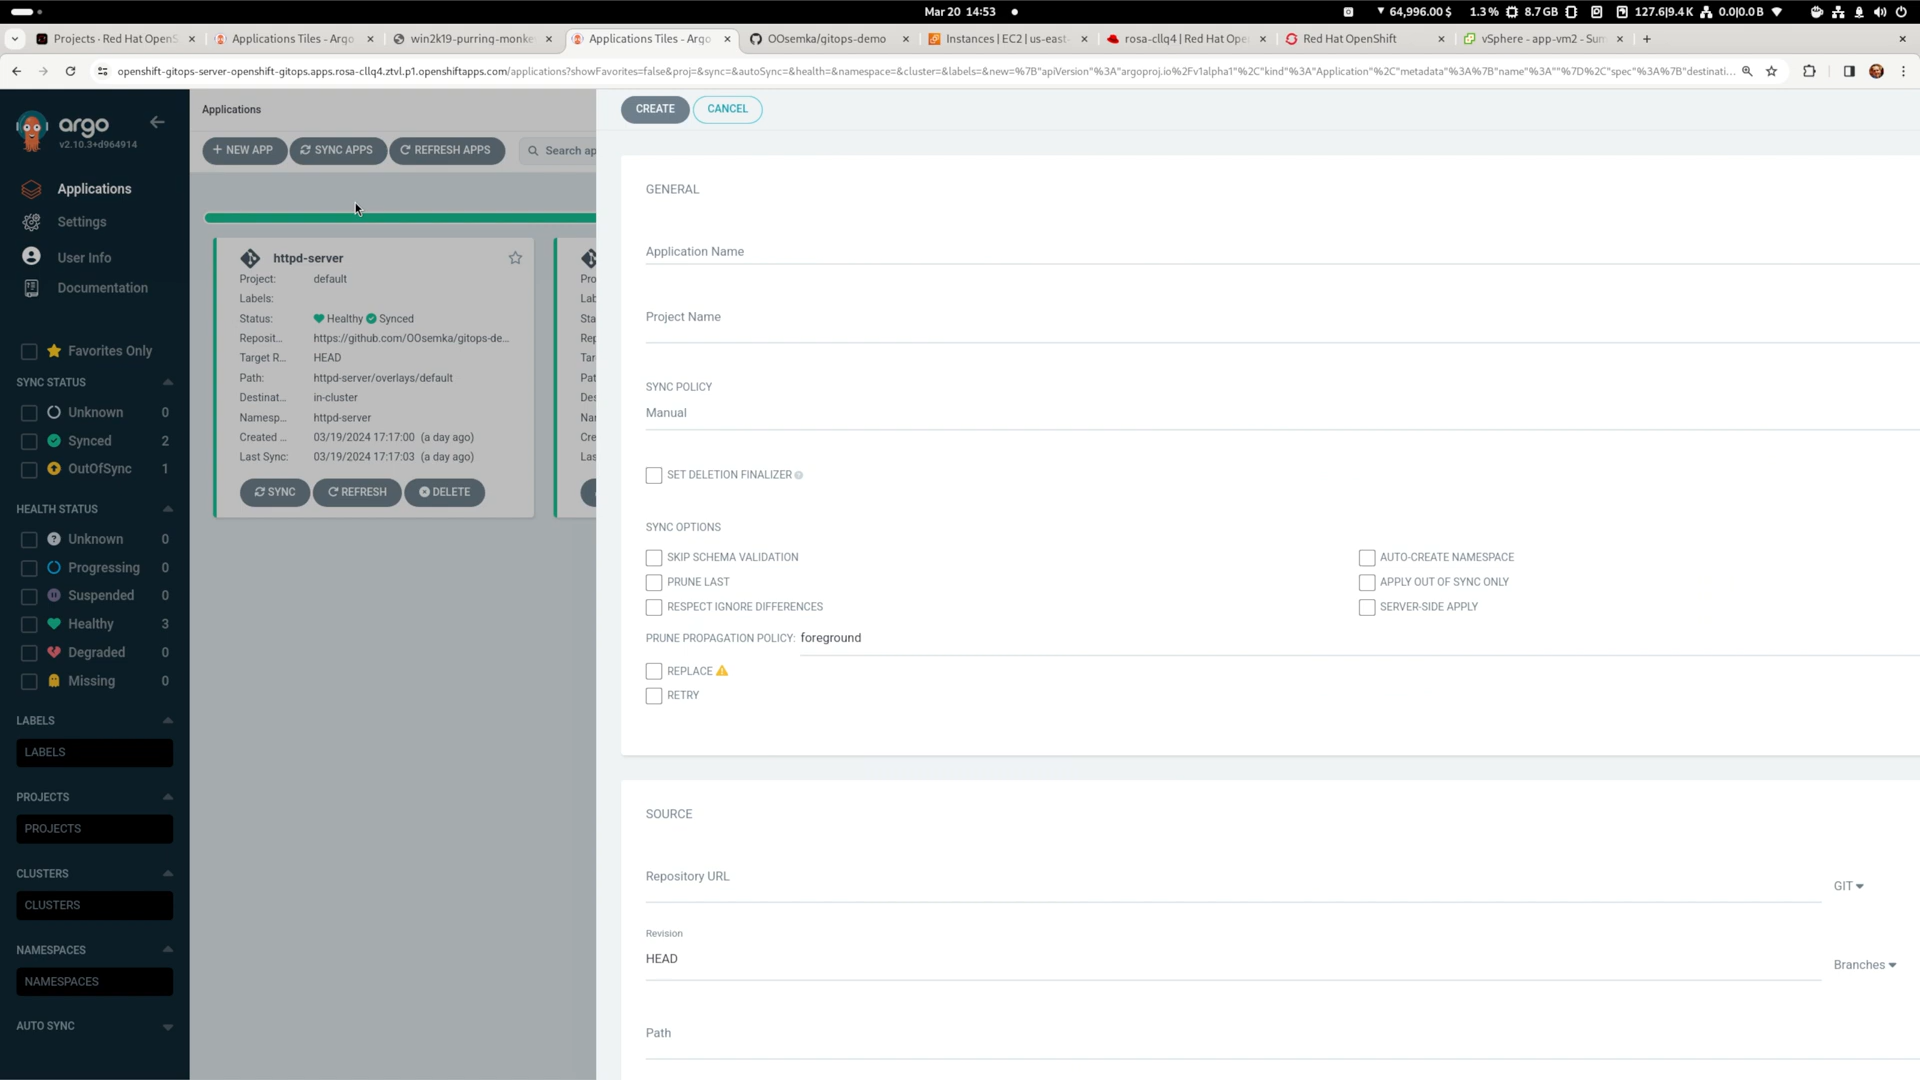 Mar 20 14:53
64,996.00 $ 1.3 % 8.7GB 127.6|9.4 K 0.0|0.0 B
Projects · Red Hat OpenS
Applications Tiles - Argo
win2k19-purring-monke
Applications Tiles - Argo
OOsemka/gitops-demo
Instances | EC2 | us-east-
rosa-cllq4 | Red Hat Ope
Red Hat OpenShift
vSphere - app-vm2 - Sum
openshift-gitops-server-openshift-gitops.apps.rosa-cllq4.ztvl.p1.openshiftapps.com/applications?showFavorites=false&proj=&sync=&autoSync=&health=&namespace=&cluster=&labels=&new=%7B"apiVersion"%3A"argoproj.io%2Fv1alpha1"%2C"kind"%3A"Application"%2C"metadata"%3A%7B"name"%3A""%7D%2C"spec"%3A%7B"destinati...
argo
v2.10.3+d964914
Applications
Settings
User Info
Documentation
Favorites Only
SYNC STATUS
Unknown 0
Synced 2
OutOfSync 1
HEALTH STATUS
Unknown 0
Progressing 0
Suspended 0
Healthy 3
Degraded 0
Missing 0
LABELS
LABELS
PROJECTS
PROJECTS
CLUSTERS
CLUSTERS
NAMESPACES
NAMESPACES
AUTO SYNC
Applications
+ NEW APP
SYNC APPS
REFRESH APPS
Search ap
httpd-server
Project: default
Labels:
Status: Healthy Synced
Reposit... https://github.com/OOsemka/gitops-de...
Target R... HEAD
Path: httpd-server/overlays/default
Destinat... in-cluster
Namesp... httpd-server
Created ... 03/19/2024 17:17:00 (a day ago)
Last Sync: 03/19/2024 17:17:03 (a day ago)
SYNC
REFRESH
DELETE
Pro
Lab
Sta
Rep
Tar
Pat
Des
Nar
Cre
Las
CREATE
CANCEL
GENERAL
Application Name
Project Name
SYNC POLICY
Manual
SET DELETION FINALIZER
SYNC OPTIONS
SKIP SCHEMA VALIDATION
AUTO-CREATE NAMESPACE
PRUNE LAST
APPLY OUT OF SYNC ONLY
RESPECT IGNORE DIFFERENCES
SERVER-SIDE APPLY
PRUNE PROPAGATION POLICY: foreground
REPLACE
RETRY
SOURCE
Repository URL
GIT
Revision
HEAD
Branches
Path